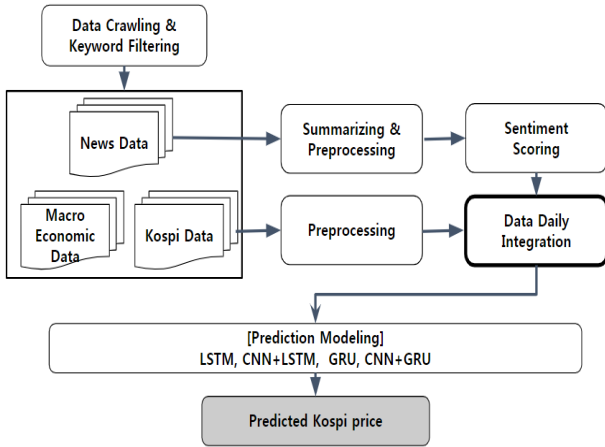 Data Crawling &
Keyword Filtering
News Data
Summarizing &
Preprocessing
Sentiment
Scoring
Macro
Economic
Data
Kospi Data
Preprocessing
Data Daily
Integration
[Prediction Modeling]
LSTM, CNN+LSTM, GRU, CNN+GRU
Predicted Kospi price